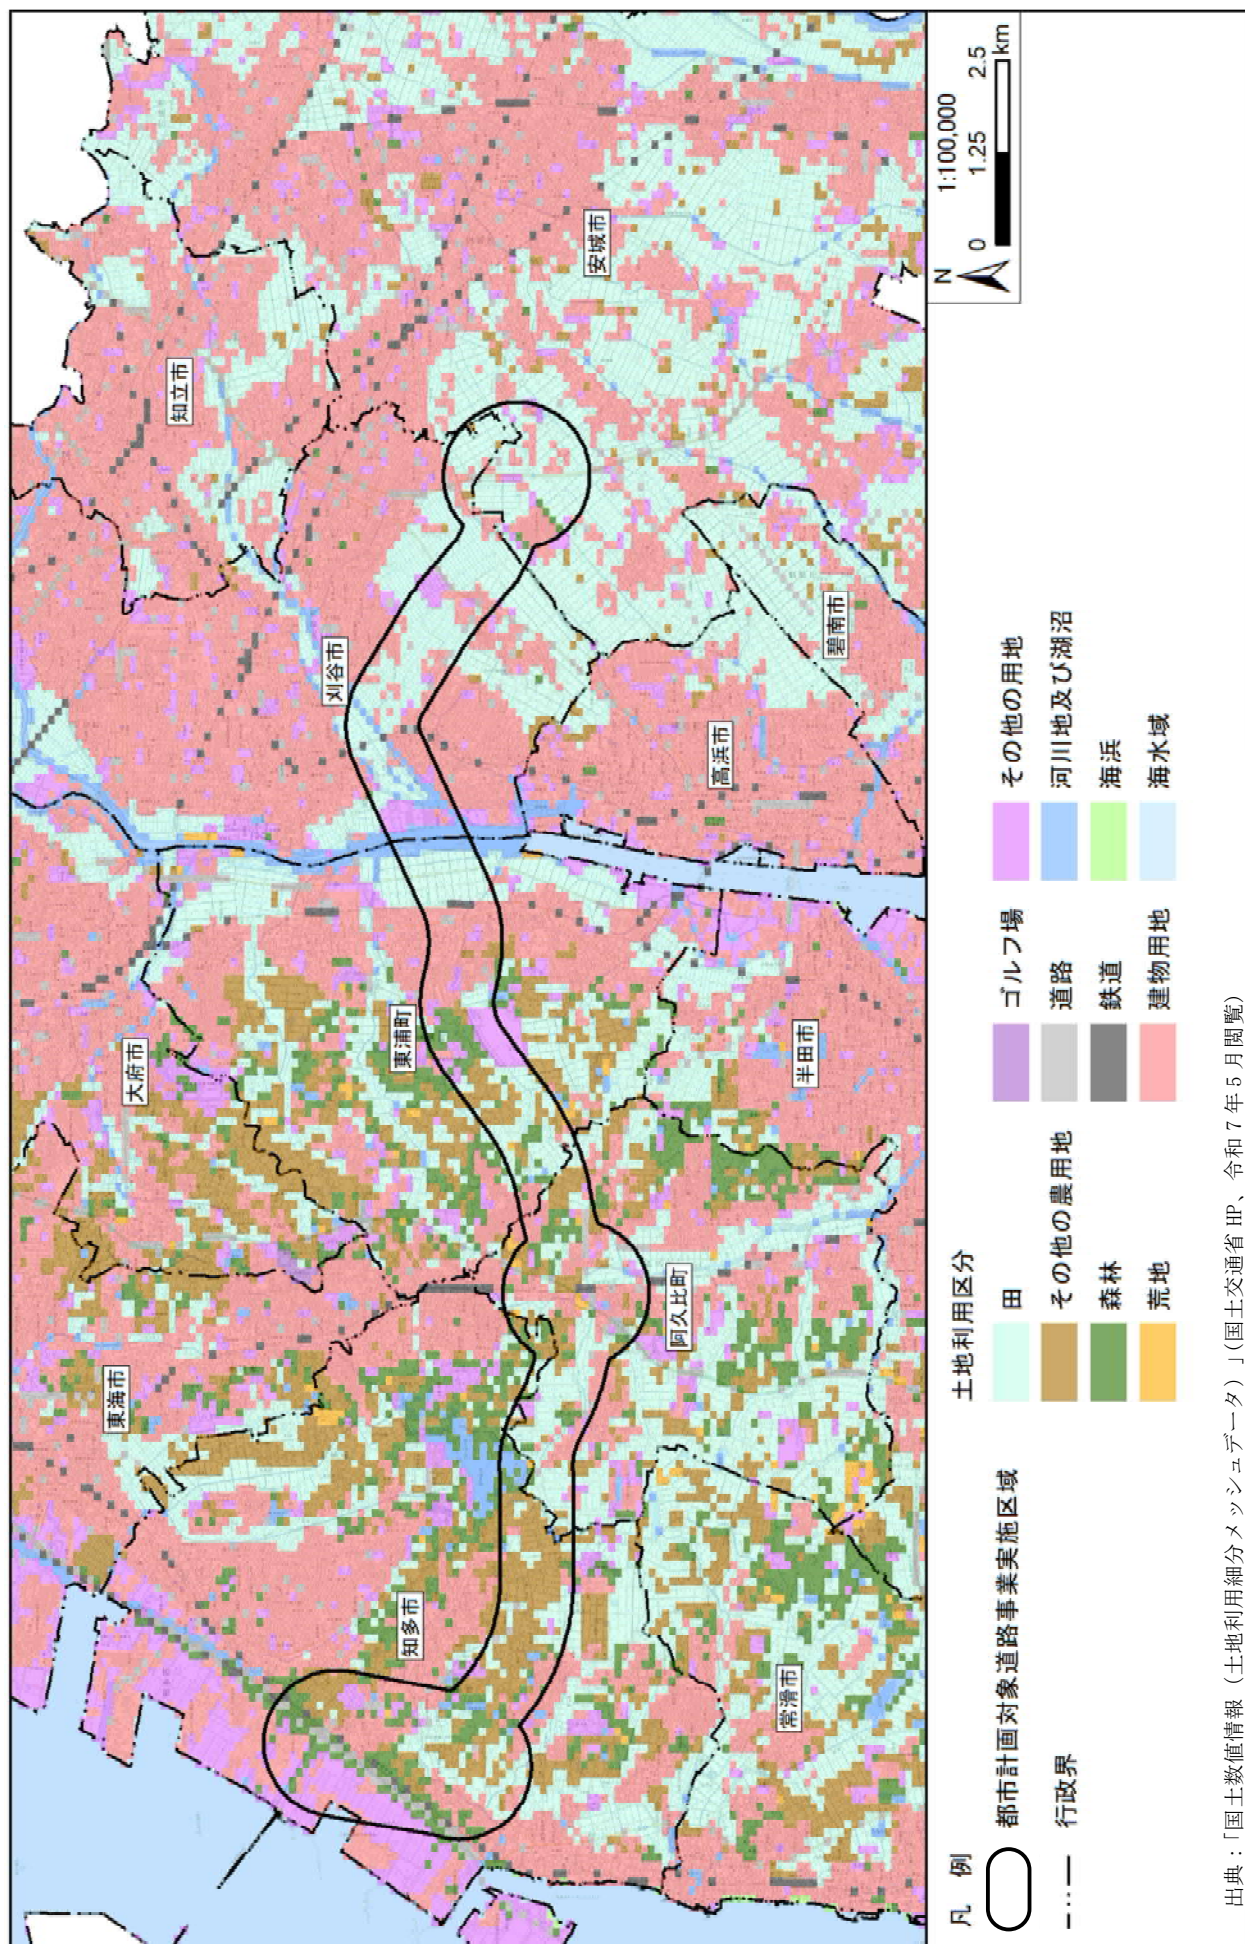 東海市
大府市
知立市
知多市
東浦町
刈谷市
安城市
常滑市
阿久比町
半田市
高浜市
碧南市
凡 例
都市計画対象道路事業実施区域
行政界
土地利用区分
田
その他の農用地
森林
荒地
ゴルフ場
道路
鉄道
建物用地
その他の用地
河川地及び湖沼
海浜
海水域
N
1:100,000
0 1.25 2.5
km
出典：「国土数値情報（土地利用細分メッシュデータ）」（国土交通省 HP、令和7年5月閲覧）